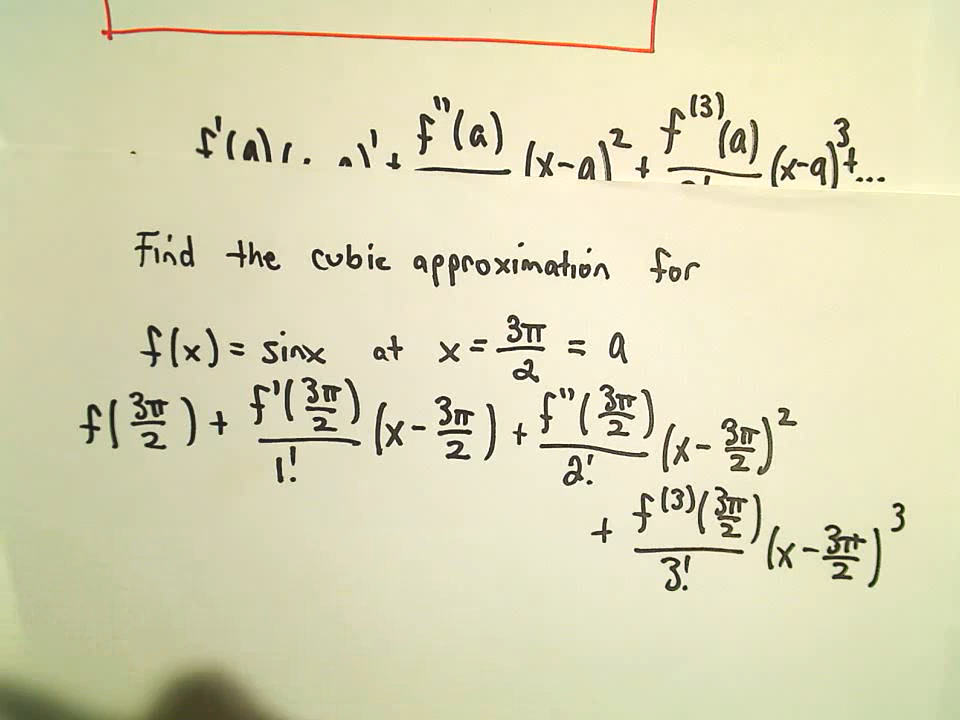 f'(a)( a)' + f''(a) (x-a)² + f⁽³⁾(a) (x-a)³ + ...
Find the cubic approximation for
f(x) = sinx at x = 3π/2 = a
f(3π/2) + f'(3π/2)/1! (x - 3π/2) + f''(3π/2)/2! (x - 3π/2)²
+ f⁽³⁾(3π/2)/3! (x - 3π/2)³